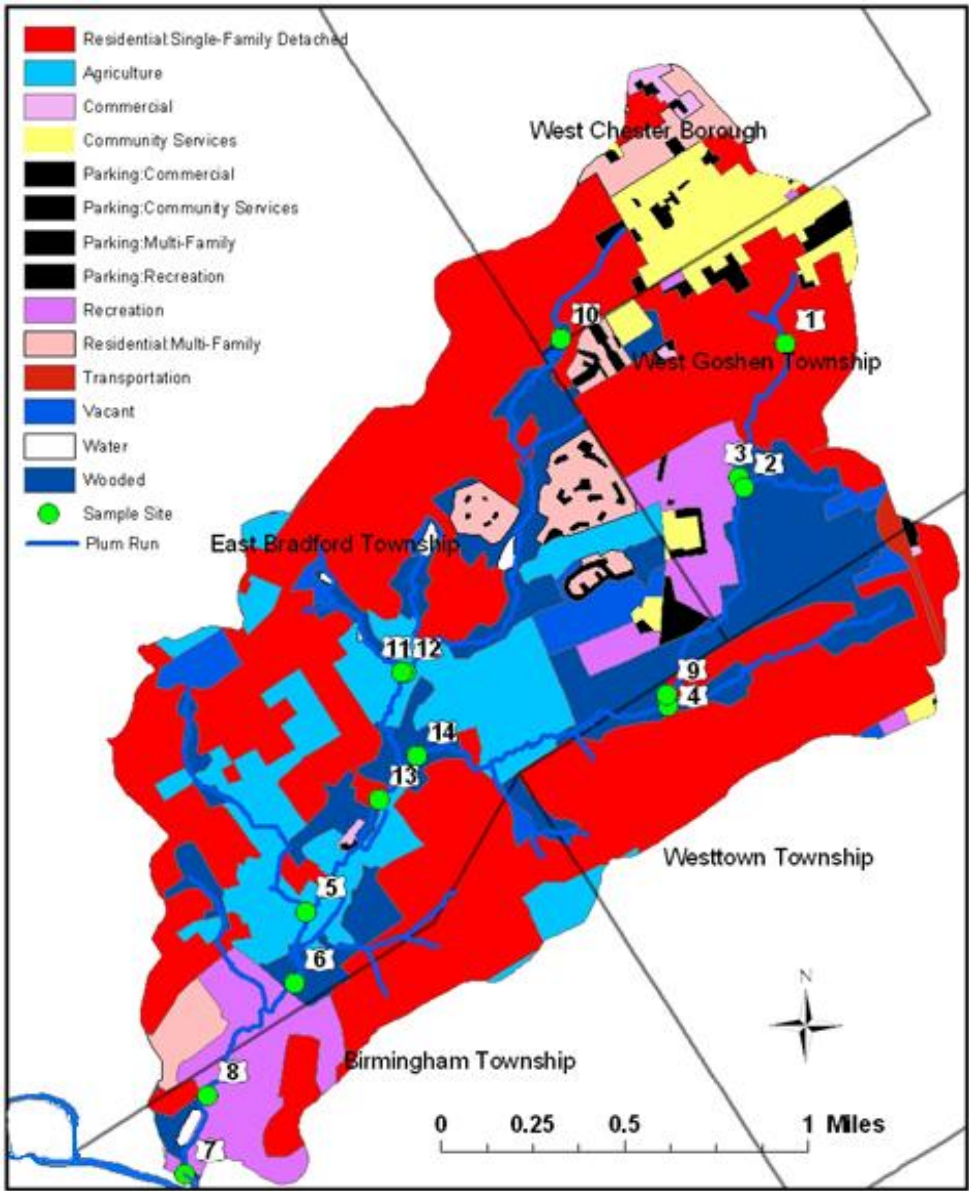 Residential:Single-Family Detached
Agriculture
Commercial
Community Services
Parking:Commercial
Parking:Community Services
Parking:Multi-Family
Parking:Recreation
Recreation
Residential:Multi-Family
Transportation
Vacant
Water
Wooded
Sample Site
Plum Run
West Chester Borough
10
1
West Goshen Township
3
2
East Bradford Township
11
12
9
4
14
13
Westtown Township
5
6
N
Birmingham Township
8
0 0.25 0.5 1 Miles
7